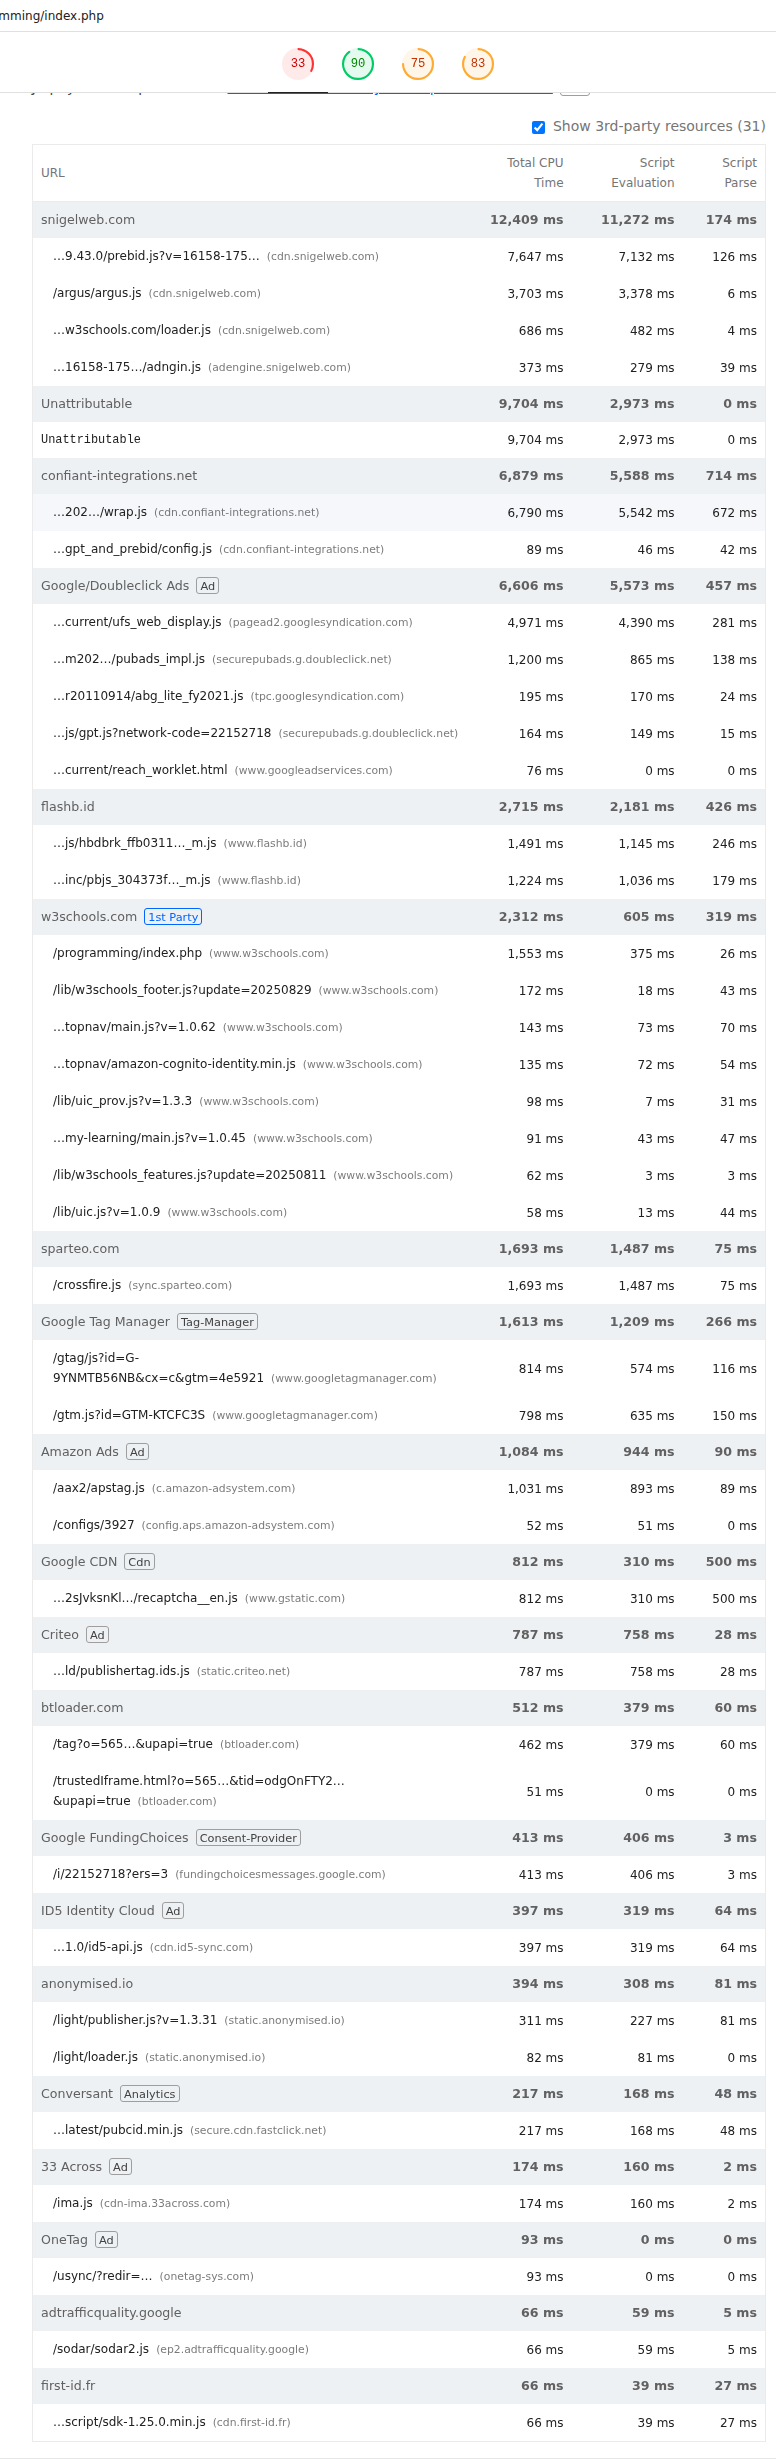 mming/index.php
33 90 75 83
Show 3rd-party resources (31)
URL Total CPU Time Script Evaluation Script Parse
snigelweb.com 12,409 ms 11,272 ms 174 ms
…9.43.0/prebid.js?v=16158-175… (cdn.snigelweb.com) 7,647 ms 7,132 ms 126 ms
/argus/argus.js (cdn.snigelweb.com) 3,703 ms 3,378 ms 6 ms
…w3schools.com/loader.js (cdn.snigelweb.com) 686 ms 482 ms 4 ms
…16158-175…/adngin.js (adengine.snigelweb.com) 373 ms 279 ms 39 ms
Unattributable 9,704 ms 2,973 ms 0 ms
Unattributable 9,704 ms 2,973 ms 0 ms
confiant-integrations.net 6,879 ms 5,588 ms 714 ms
…202…/wrap.js (cdn.confiant-integrations.net) 6,790 ms 5,542 ms 672 ms
…gpt_and_prebid/config.js (cdn.confiant-integrations.net) 89 ms 46 ms 42 ms
Google/Doubleclick Ads Ad 6,606 ms 5,573 ms 457 ms
…current/ufs_web_display.js (pagead2.googlesyndication.com) 4,971 ms 4,390 ms 281 ms
…m202…/pubads_impl.js (securepubads.g.doubleclick.net) 1,200 ms 865 ms 138 ms
…r20110914/abg_lite_fy2021.js (tpc.googlesyndication.com) 195 ms 170 ms 24 ms
…js/gpt.js?network-code=22152718 (securepubads.g.doubleclick.net) 164 ms 149 ms 15 ms
…current/reach_worklet.html (www.googleadservices.com) 76 ms 0 ms 0 ms
flashb.id 2,715 ms 2,181 ms 426 ms
…js/hbdbrk_ffb0311…_m.js (www.flashb.id) 1,491 ms 1,145 ms 246 ms
…inc/pbjs_304373f…_m.js (www.flashb.id) 1,224 ms 1,036 ms 179 ms
w3schools.com 1st Party 2,312 ms 605 ms 319 ms
/programming/index.php (www.w3schools.com) 1,553 ms 375 ms 26 ms
/lib/w3schools_footer.js?update=20250829 (www.w3schools.com) 172 ms 18 ms 43 ms
…topnav/main.js?v=1.0.62 (www.w3schools.com) 143 ms 73 ms 70 ms
…topnav/amazon-cognito-identity.min.js (www.w3schools.com) 135 ms 72 ms 54 ms
/lib/uic_prov.js?v=1.3.3 (www.w3schools.com) 98 ms 7 ms 31 ms
…my-learning/main.js?v=1.0.45 (www.w3schools.com) 91 ms 43 ms 47 ms
/lib/w3schools_features.js?update=20250811 (www.w3schools.com) 62 ms 3 ms 3 ms
/lib/uic.js?v=1.0.9 (www.w3schools.com) 58 ms 13 ms 44 ms
sparteo.com 1,693 ms 1,487 ms 75 ms
/crossfire.js (sync.sparteo.com) 1,693 ms 1,487 ms 75 ms
Google Tag Manager Tag-Manager 1,613 ms 1,209 ms 266 ms
/gtag/js?id=G-
9YNMTB56NB&cx=c&gtm=4e5921 (www.googletagmanager.com) 814 ms 574 ms 116 ms
/gtm.js?id=GTM-KTCFC3S (www.googletagmanager.com) 798 ms 635 ms 150 ms
Amazon Ads Ad 1,084 ms 944 ms 90 ms
/aax2/apstag.js (c.amazon-adsystem.com) 1,031 ms 893 ms 89 ms
/configs/3927 (config.aps.amazon-adsystem.com) 52 ms 51 ms 0 ms
Google CDN Cdn 812 ms 310 ms 500 ms
…2sJvksnKl…/recaptcha__en.js (www.gstatic.com) 812 ms 310 ms 500 ms
Criteo Ad 787 ms 758 ms 28 ms
…ld/publishertag.ids.js (static.criteo.net) 787 ms 758 ms 28 ms
btloader.com 512 ms 379 ms 60 ms
/tag?o=565…&upapi=true (btloader.com) 462 ms 379 ms 60 ms
/trustedIframe.html?o=565…&tid=odgOnFTY2…
&upapi=true (btloader.com) 51 ms 0 ms 0 ms
Google FundingChoices Consent-Provider 413 ms 406 ms 3 ms
/i/22152718?ers=3 (fundingchoicesmessages.google.com) 413 ms 406 ms 3 ms
ID5 Identity Cloud Ad 397 ms 319 ms 64 ms
…1.0/id5-api.js (cdn.id5-sync.com) 397 ms 319 ms 64 ms
anonymised.io 394 ms 308 ms 81 ms
/light/publisher.js?v=1.3.31 (static.anonymised.io) 311 ms 227 ms 81 ms
/light/loader.js (static.anonymised.io) 82 ms 81 ms 0 ms
Conversant Analytics 217 ms 168 ms 48 ms
…latest/pubcid.min.js (secure.cdn.fastclick.net) 217 ms 168 ms 48 ms
33 Across Ad 174 ms 160 ms 2 ms
/ima.js (cdn-ima.33across.com) 174 ms 160 ms 2 ms
OneTag Ad 93 ms 0 ms 0 ms
/usync/?redir=… (onetag-sys.com) 93 ms 0 ms 0 ms
adtrafficquality.google 66 ms 59 ms 5 ms
/sodar/sodar2.js (ep2.adtrafficquality.google) 66 ms 59 ms 5 ms
first-id.fr 66 ms 39 ms 27 ms
…script/sdk-1.25.0.min.js (cdn.first-id.fr) 66 ms 39 ms 27 ms